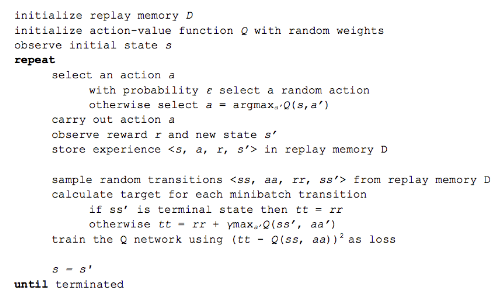 initialize replay memory D
initialize action-value function Q with random weights
observe initial state s
repeat
select an action a
with probability ε select a random action
otherwise select a = argmaxₐ’Q(s,a’)
carry out action a
observe reward r and new state s’
store experience <s, a, r, s’> in replay memory D
sample random transitions <ss, aa, rr, ss’> from replay memory D
calculate target for each minibatch transition
if ss’ is terminal state then tt = rr
otherwise tt = rr + γmaxₐ’Q(ss’, aa’)
train the Q network using (tt - Q(ss, aa))² as loss
s = s'
until terminated